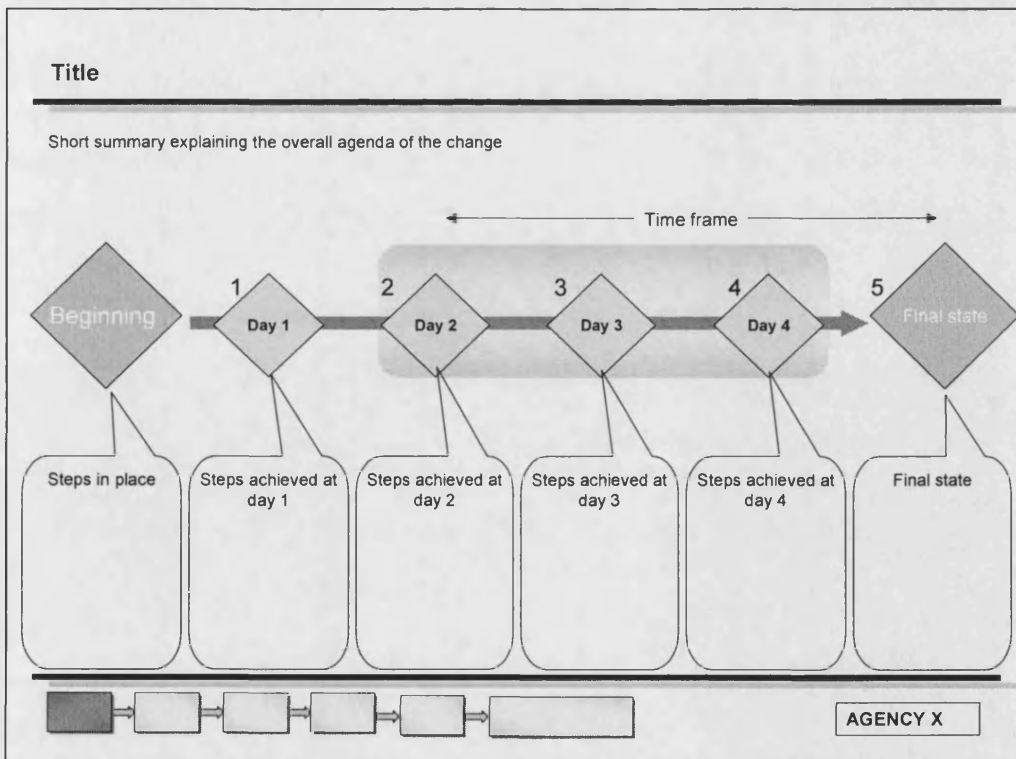 Title
Short summary explaining the overall agenda of the change
Time frame
1
2
3
4
5
Beginning
Day 1
Day 2
Day 3
Day 4
Final state
Steps in place
Steps achieved at
day 1
Steps achieved at
day 2
Steps achieved at
day 3
Steps achieved at
day 4
Final state
AGENCY X